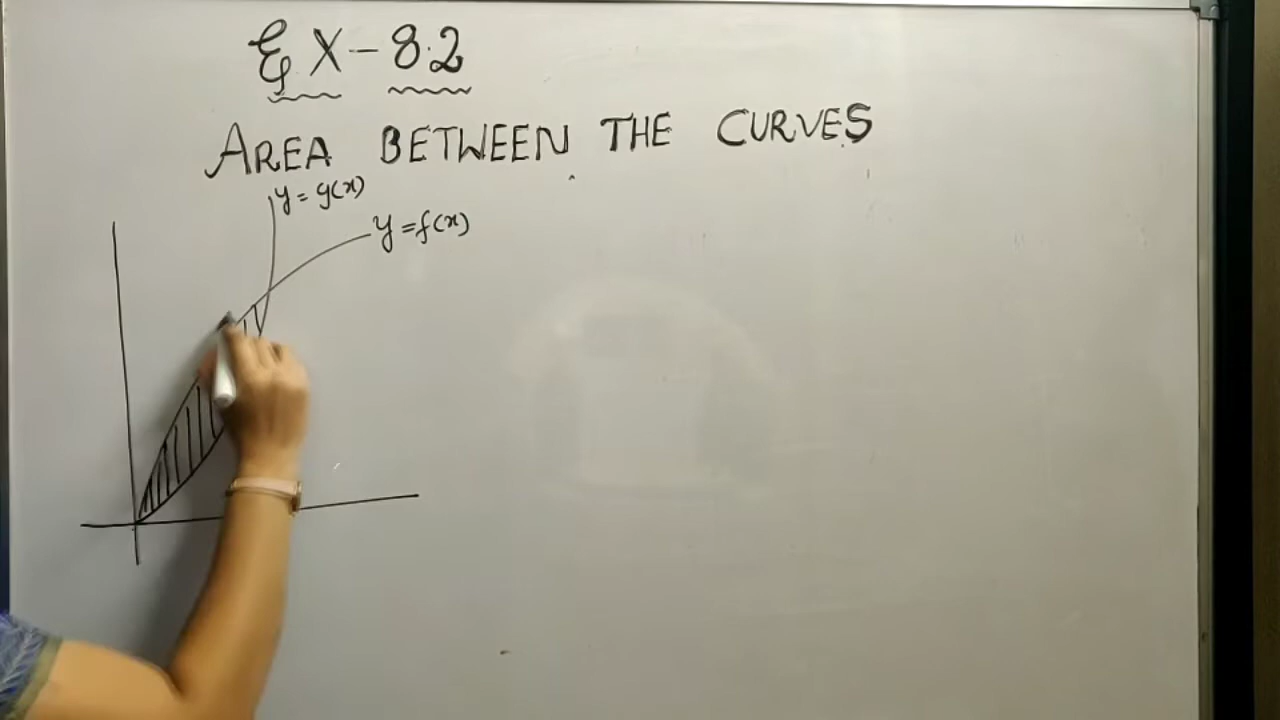 EX-8.2
AREA BETWEEN THE CURVES
y = g(x)
y = f(x)